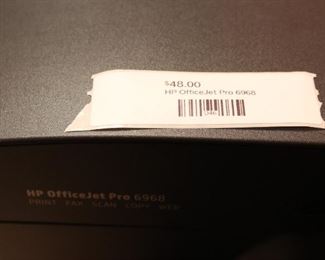 $48.00
HP OfficeJet Pro 6968
HP OfficeJet Pro 6968
PRINT FAX SCAN COPY WEB